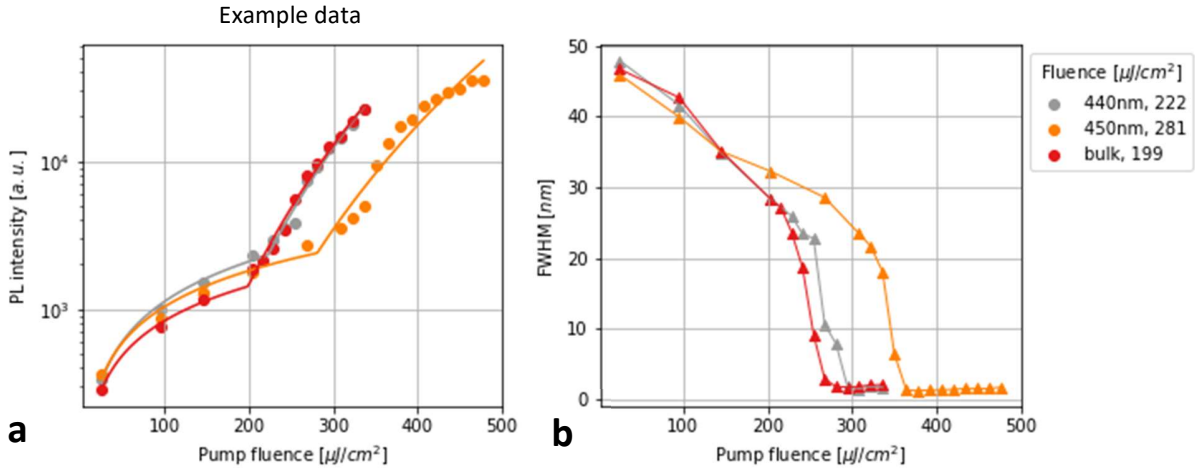 Example data
PL intensity [a. u.]
10⁴
10³
100 200 300 400 500
Pump fluence [μJ/cm²]
a
FWHM [nm]
50
40
30
20
10
0
100 200 300 400 500
Pump fluence [μJ/cm²]
b
Fluence [μJ/cm²]
440nm, 222
450nm, 281
bulk, 199